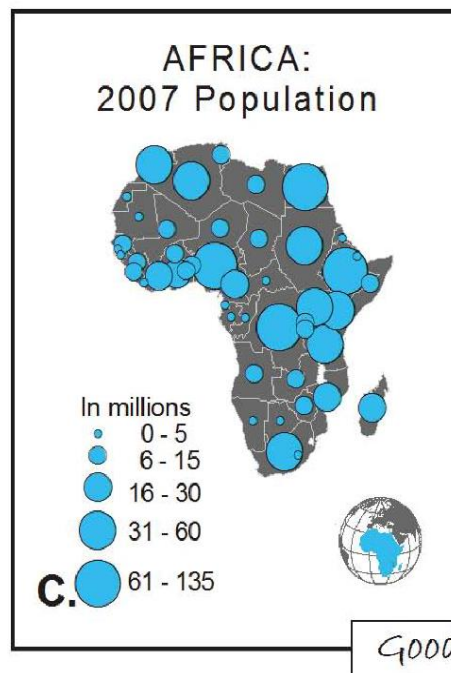 AFRICA:
2007 Population
In millions
0 - 5
6 - 15
16 - 30
31 - 60
61 - 135
C.